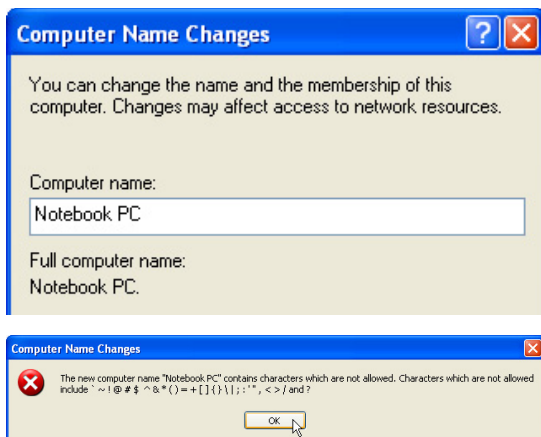 Computer Name Changes
You can change the name and the membership of this
computer. Changes may affect access to network resources.
Computer name:
Notebook PC
Full computer name:
Notebook PC.
Computer Name Changes
The new computer name "Notebook PC" contains characters which are not allowed. Characters which are not allowed
include ` ~ ! @ # $ ^ & * ( ) = + [ ] { } \ | ; : ' " , < > / and ?
OK